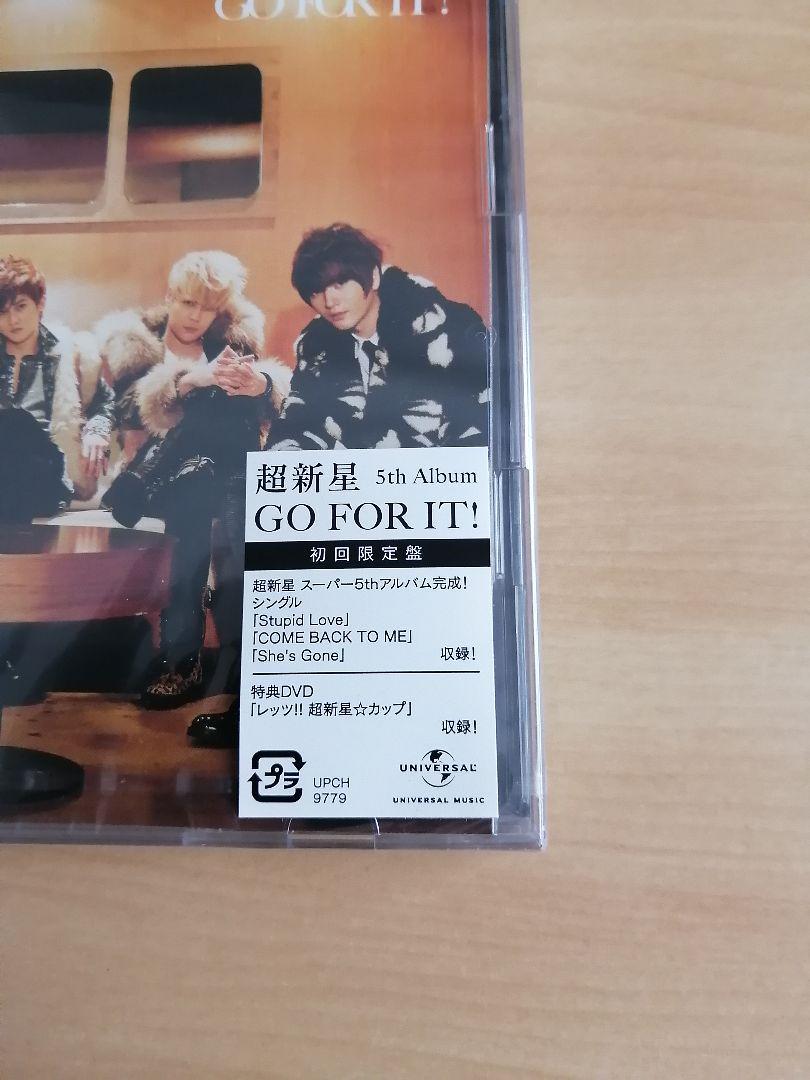 GO FOR IT!
超新星 5th Album
GO FOR IT!
初回限定盤
超新星 スーパー5thアルバム完成!
シングル
「Stupid Love」
「COME BACK TO ME」
「She's Gone」 収録!
特典DVD
「レッツ!! 超新星☆カップ」
収録!
プラ
UPCH
9779
UNIVERSAL
UNIVERSAL MUSIC